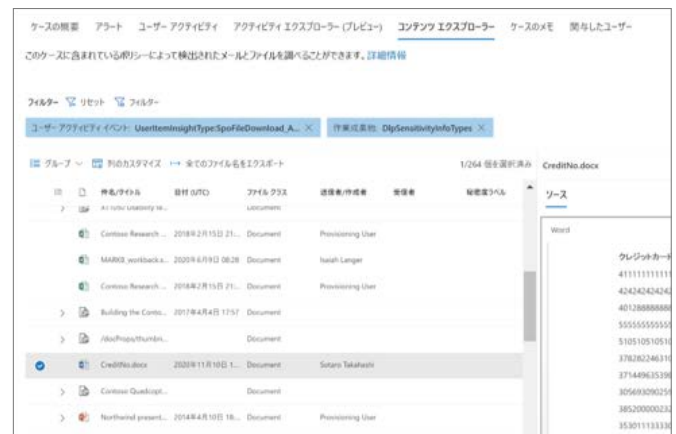 ケースの概要 アラート ユーザー アクティビティ アクティビティ エクスプローラー (プレビュー) コンテンツ エクスプローラー ケースのメモ 関与したユーザー
このケースに含まれているポリシーによって検出されたメールとファイルを調べることができます。詳細情報
フィルター リセット フィルター
ユーザー アクティビティ イベント: UserItemInsightType:SpoFileDownload_A... × 作業成果物: DlpSensitivityInfoTypes ×
グループ 列のカスタマイズ 全てのファイル名をエクスポート 1/264 個を選択済み CreditNo.docx
件名/タイトル 日付 (UTC) ファイル クラス 送信者/作成者 受信者 秘密度ラベル ソース
Document
Contoso Research ... 2018年2月15日 21:... Document Provisioning User Word
MARK8_workback.x... 2020年6月9日 08:28 Document Isaiah Langer クレジットカード
Contoso Research ... 2018年2月15日 21:... Document Provisioning User
Building the Conto... 2017年4月4日 17:57 Document
/docProps/thumbn... Document
CreditNo.docx 2020年11月10日 1... Document Sotaro Takahashi
Contoso Quadcopt... Document
Northwind present... 2014年4月10日 16... Document Provisioning User